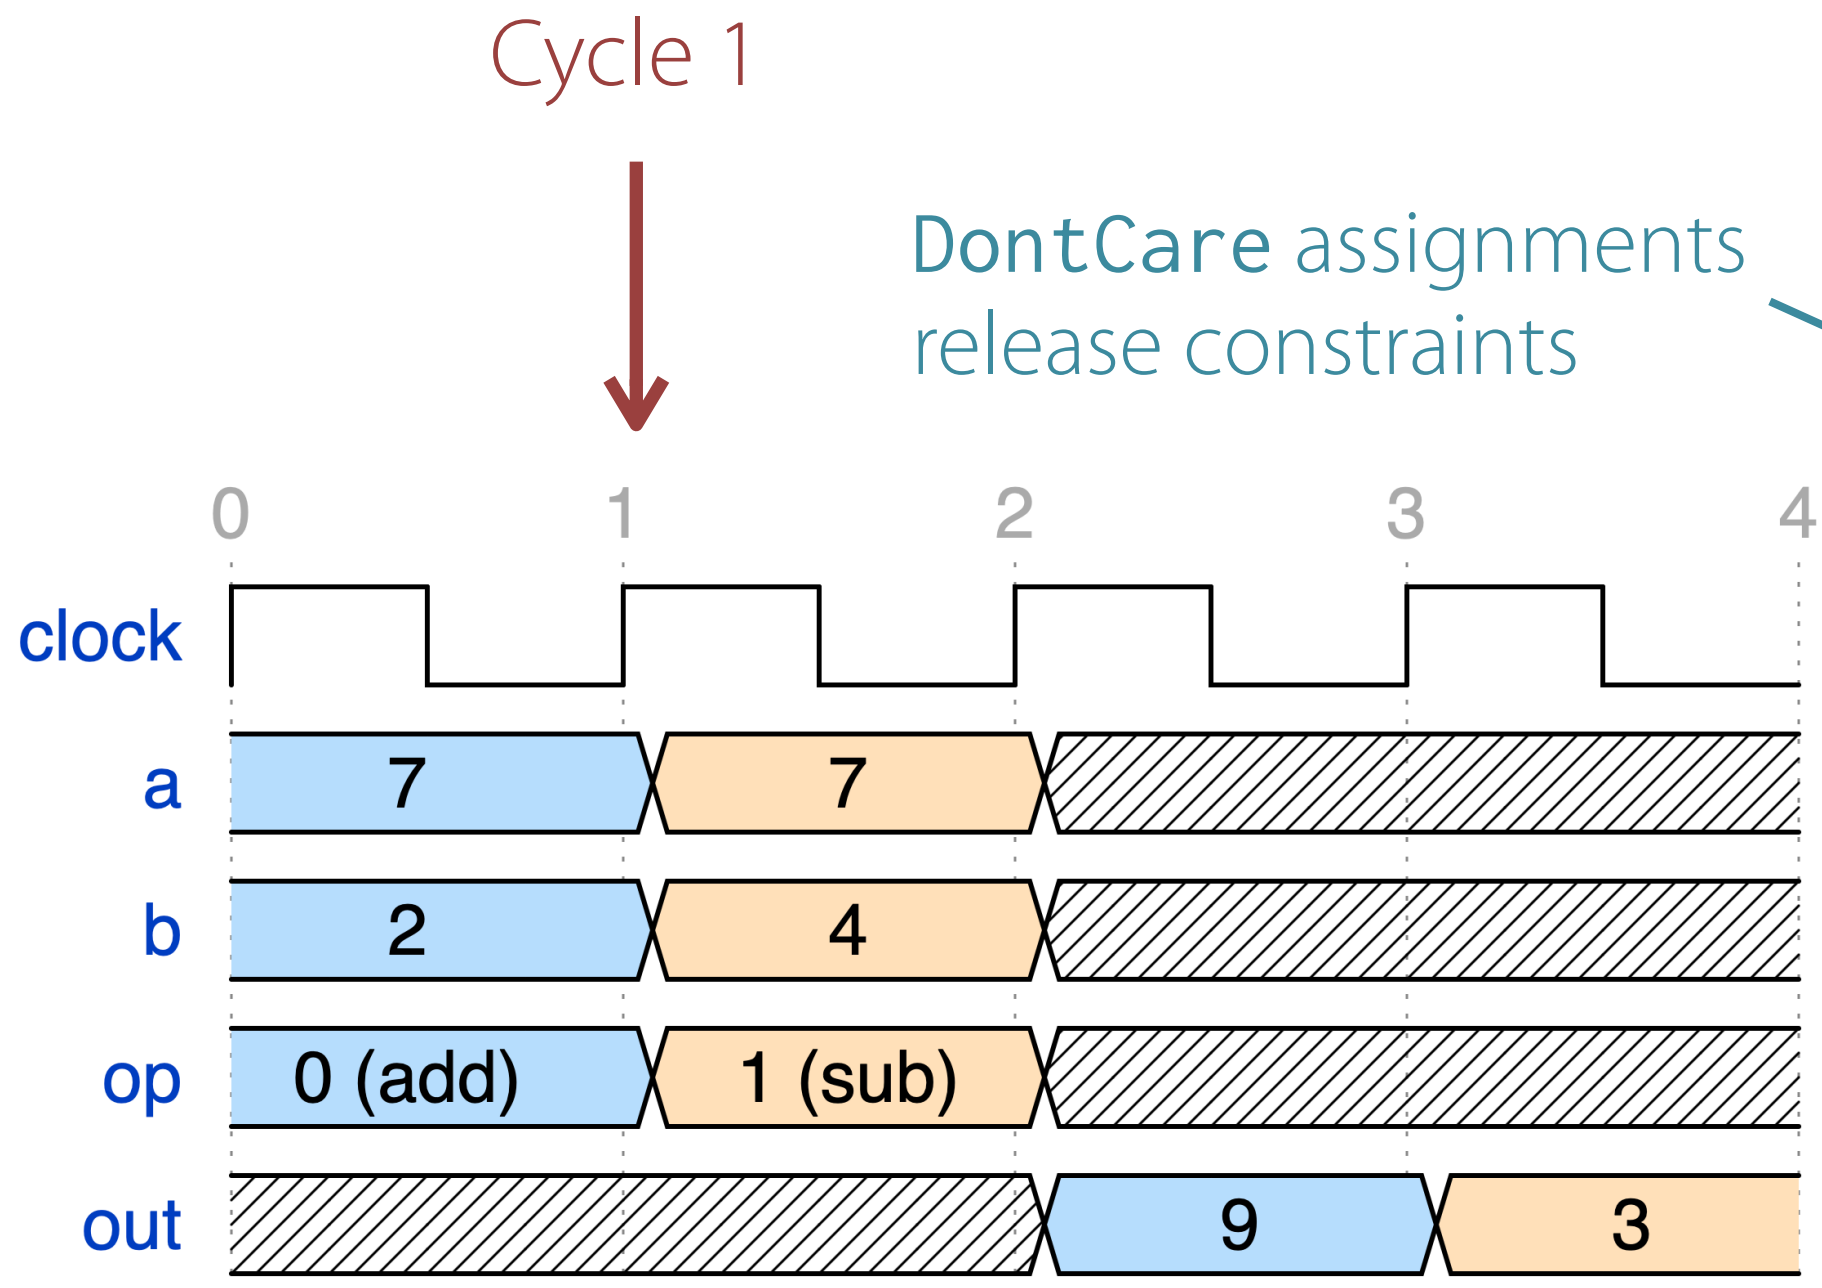 Cycle 1
DontCare assignments
release constraints
0 1 2 3 4
clock
a 7 7
b 2 4
op 0 (add) 1 (sub)
out 9 3